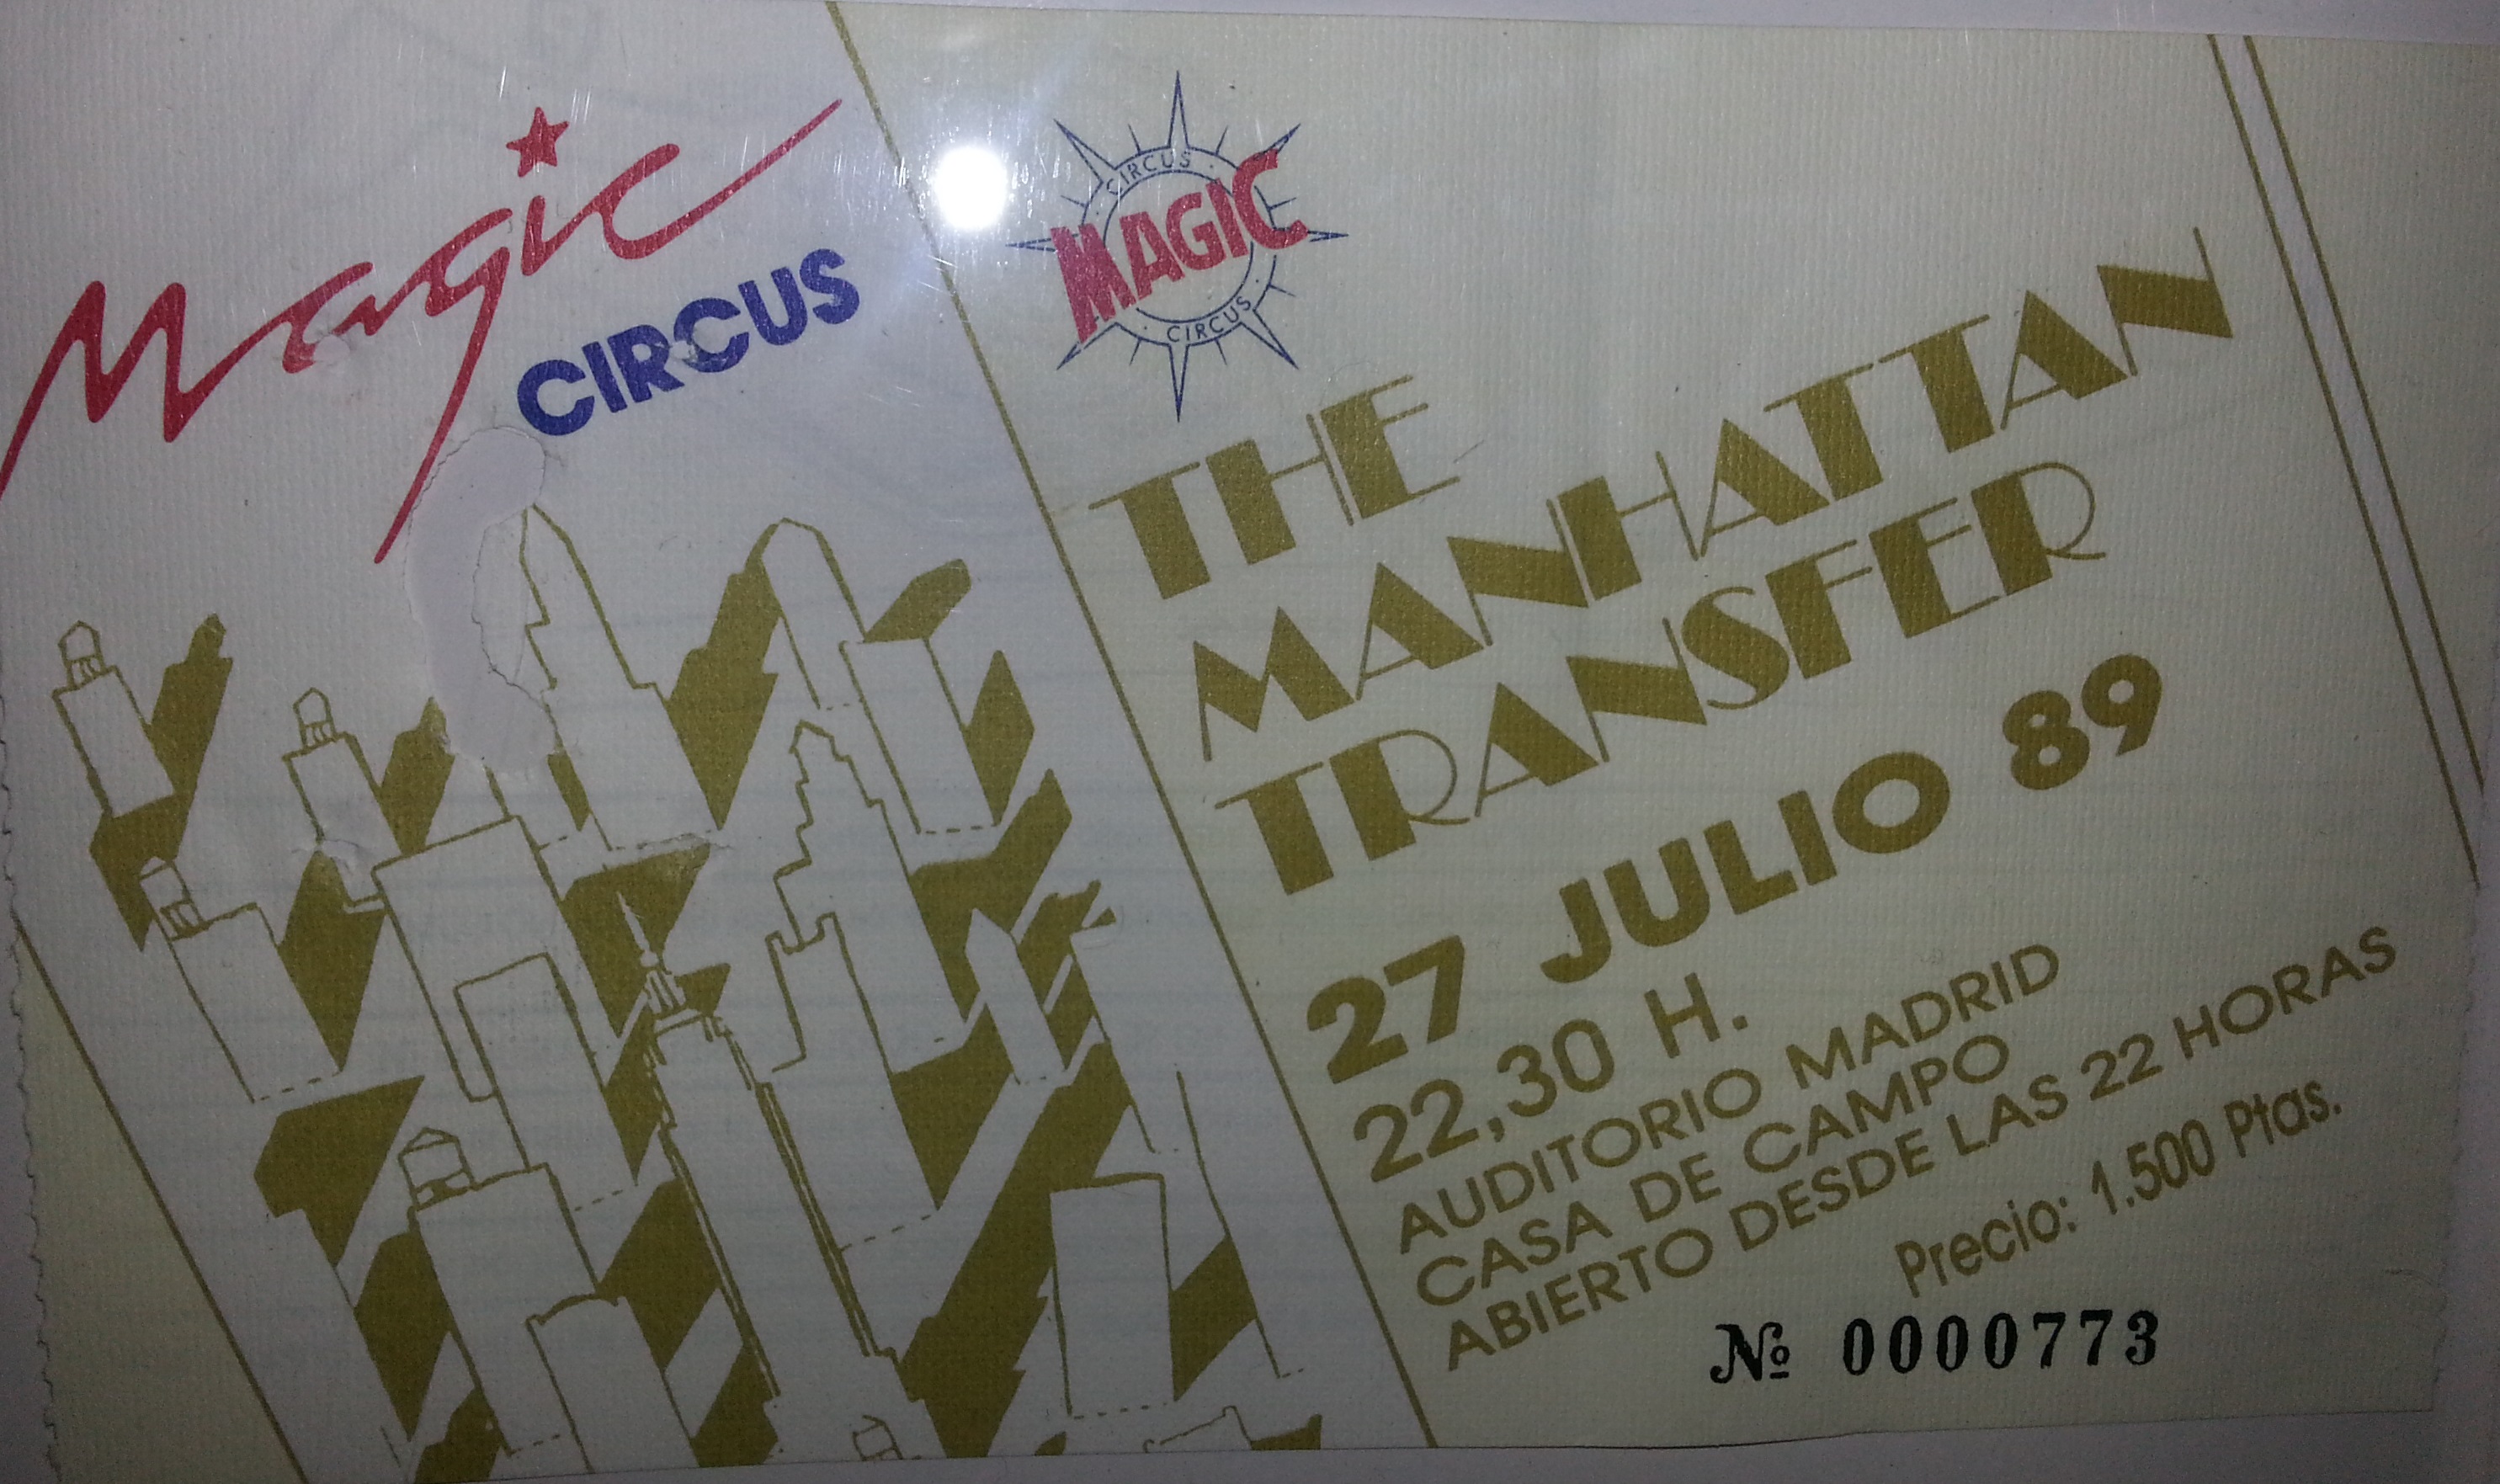 Magic
CIRCUS
CIRCUS
MAGIC
CIRCUS
THE
MANHATTAN
TRANSFER
27 JULIO 89
22,30 H.
AUDITORIO MADRID
CASA DE CAMPO
ABIERTO DESDE LAS 22 HORAS
Precio: 1.500 Ptas.
№ 0000773